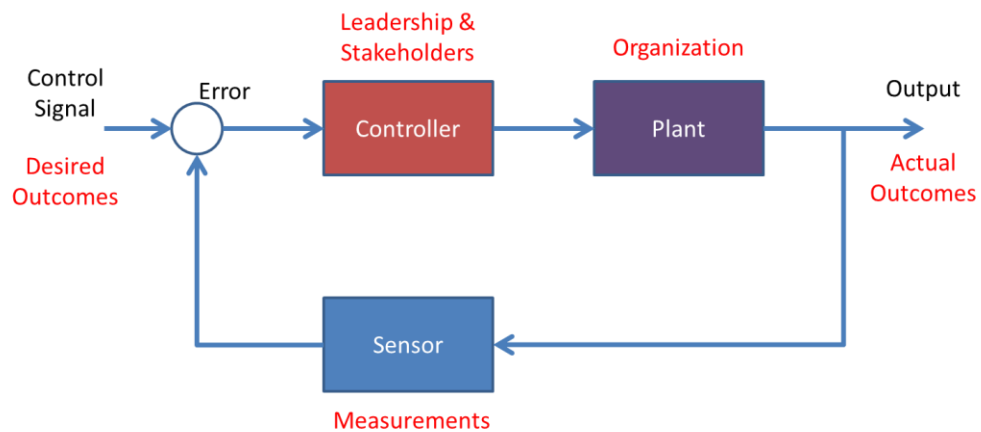 Leadership &
Stakeholders
Organization
Control
Signal
Error
Controller
Plant
Output
Desired
Outcomes
Actual
Outcomes
Sensor
Measurements